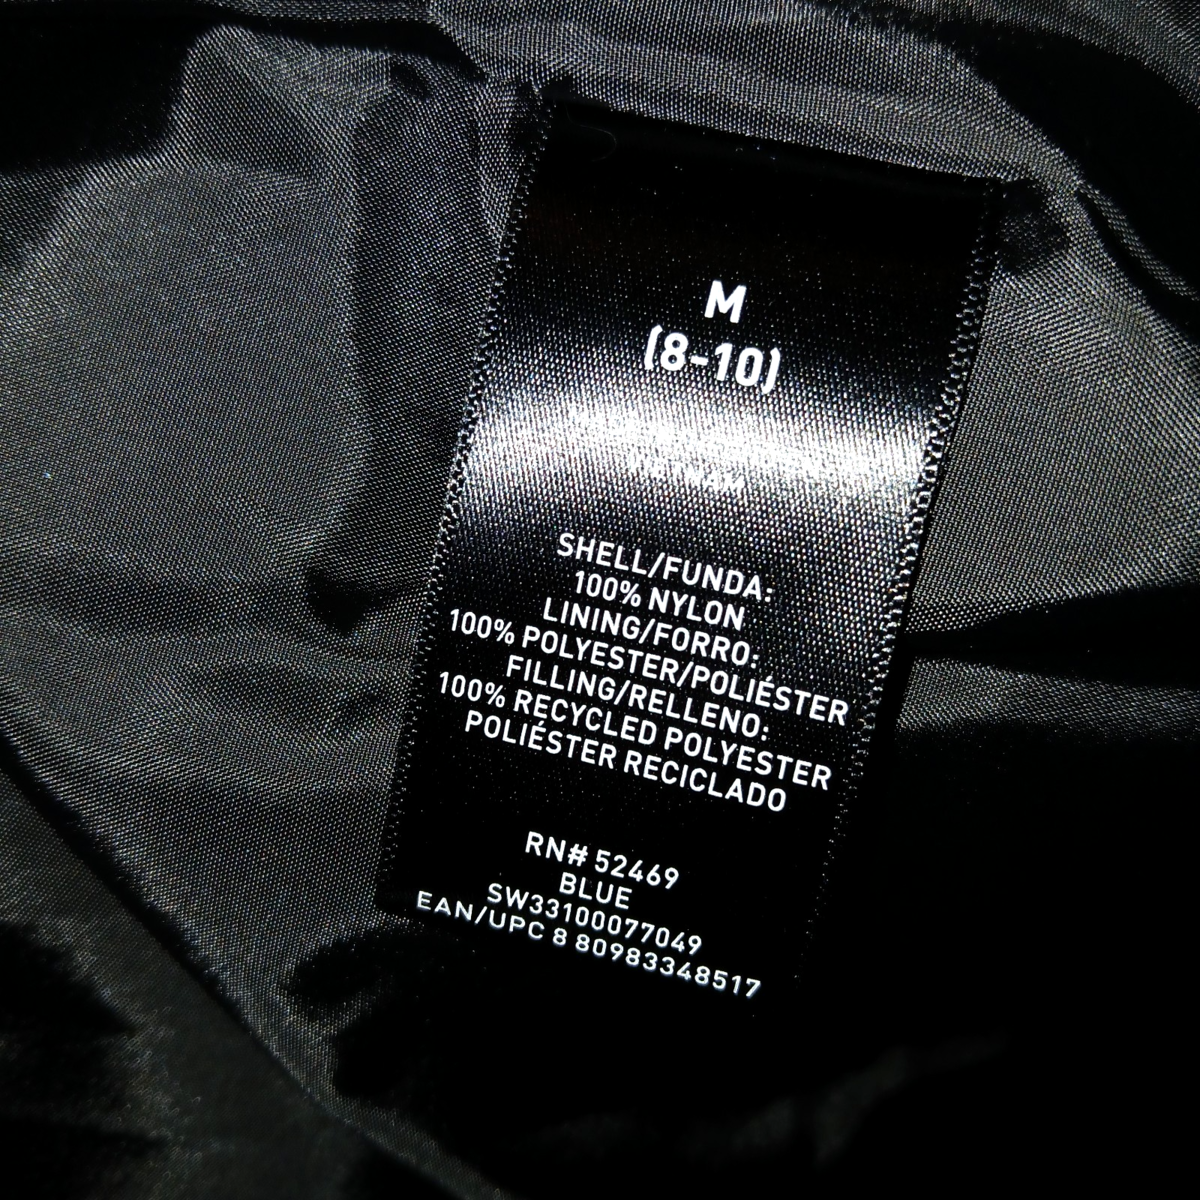 M
(8-10)
VIETNAM
SHELL/FUNDA:
100% NYLON
LINING/FORRO:
100% POLYESTER/POLIÉSTER
FILLING/RELLENO:
100% RECYCLED POLYESTER
POLIÉSTER RECICLADO
RN# 52469
BLUE
SW33100077049
EAN/UPC 8 80983348517